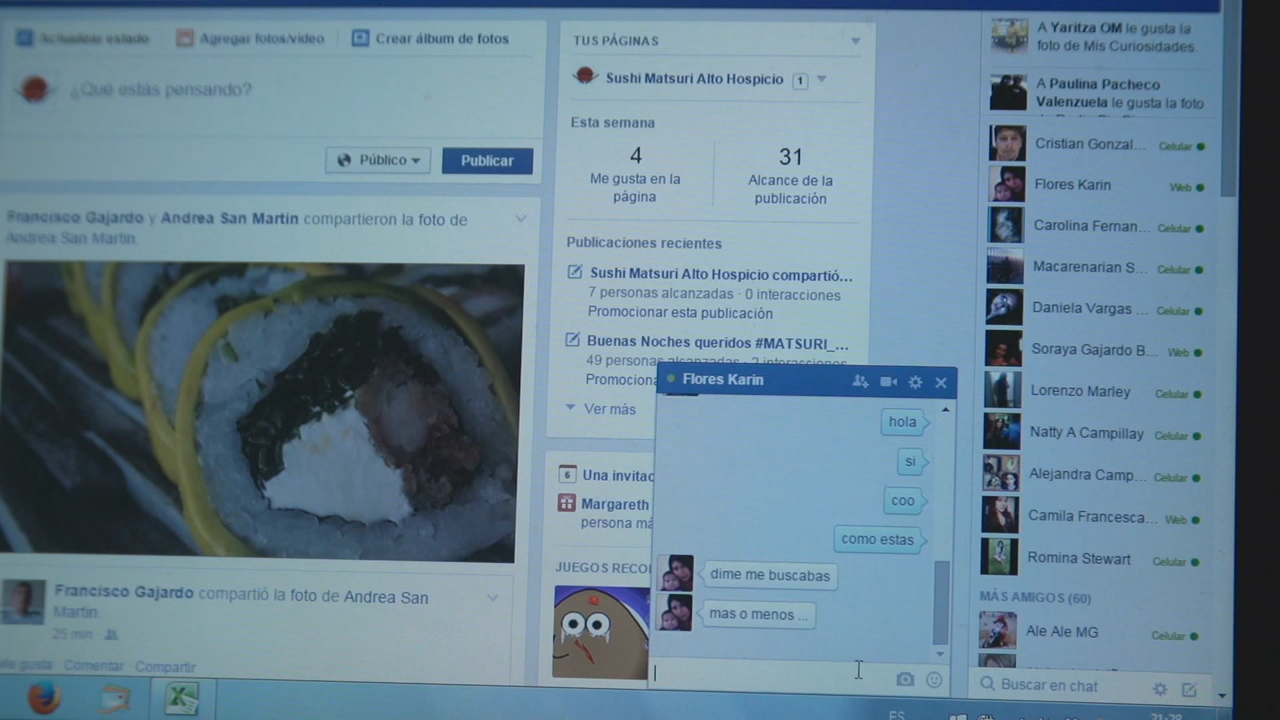 Actualizar estado
Agregar fotos/video
Crear álbum de fotos
¿Qué estás pensando?
Público
Publicar
Francisco Gajardo y Andrea San Martin compartieron la foto de
Andrea San Martin.
Francisco Gajardo compartió la foto de Andrea San
Martin.
25 min
Comentar
Compartir
TUS PÁGINAS
Sushi Matsuri Alto Hospicio 1
Esta semana
4
Me gusta en la
página
31
Alcance de la
publicación
Publicaciones recientes
Sushi Matsuri Alto Hospicio compartió...
7 personas alcanzadas · 0 interacciones
Promocionar esta publicación
Buenas Noches queridos #MATSURI_...
49 personas alcanzadas · 2 interacciones
Promociona
Ver más
6 Una invitac
Margareth
persona má
JUEGOS RECO
Flores Karin
hola
si
coo
como estas
dime me buscabas
mas o menos ...
A Yaritza OM le gusta la
foto de Mis Curiosidades.
A Paulina Pacheco
Valenzuela le gusta la foto
Cristian Gonzal... Celular
Flores Karin Web
Carolina Fernan... Celular
Macarenarian S... Celular
Daniela Vargas ... Celular
Soraya Gajardo B... Web
Lorenzo Marley Celular
Natty A Campillay Celular
Alejandra Camp... Celular
Camila Francesca... Web
Romina Stewart Celular
MÁS AMIGOS (60)
Ale Ale MG Celular
Buscar en chat
ES